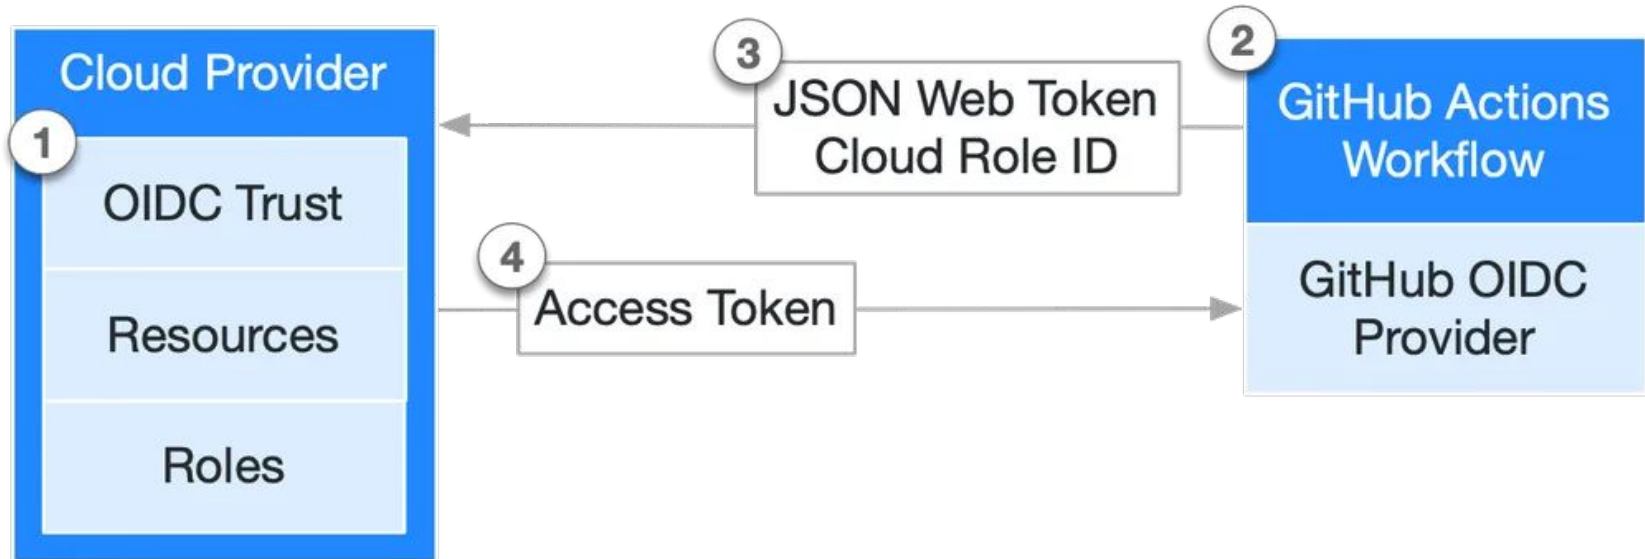 Cloud Provider
1
OIDC Trust
Resources
Roles
3
JSON Web Token
Cloud Role ID
4
Access Token
2
GitHub Actions
Workflow
GitHub OIDC
Provider